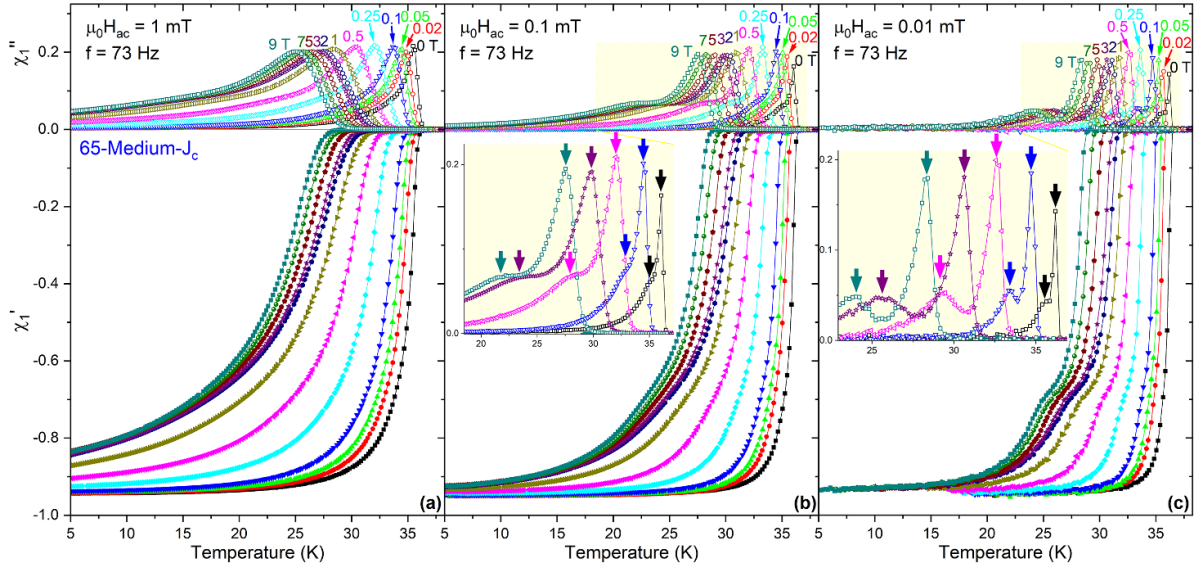 μ₀Hac = 1 mT
f = 73 Hz
9 T 7 5 3 2 1 0.5 0.25 0.1 0.05 0.02 0 T
μ₀Hac = 0.1 mT
f = 73 Hz
9 T 7 5 3 2 1 0.5 0.25 0.1 0.05 0.02 0 T
μ₀Hac = 0.01 mT
f = 73 Hz
9 T 7 5 3 2 1 0.5 0.25 0.1 0.05 0.02 0 T
χ₁''
0.2
0.0
65-Medium-Jc
χ₁'
-0.2
-0.4
-0.6
-0.8
-1.0
0.2
0.1
0.0
20 25 30 35
0.2
0.1
0.0
25 30 35
(a)
(b)
(c)
5 10 15 20 25 30 35
5 10 15 20 25 30 35
5 10 15 20 25 30 35
Temperature (K)
Temperature (K)
Temperature (K)